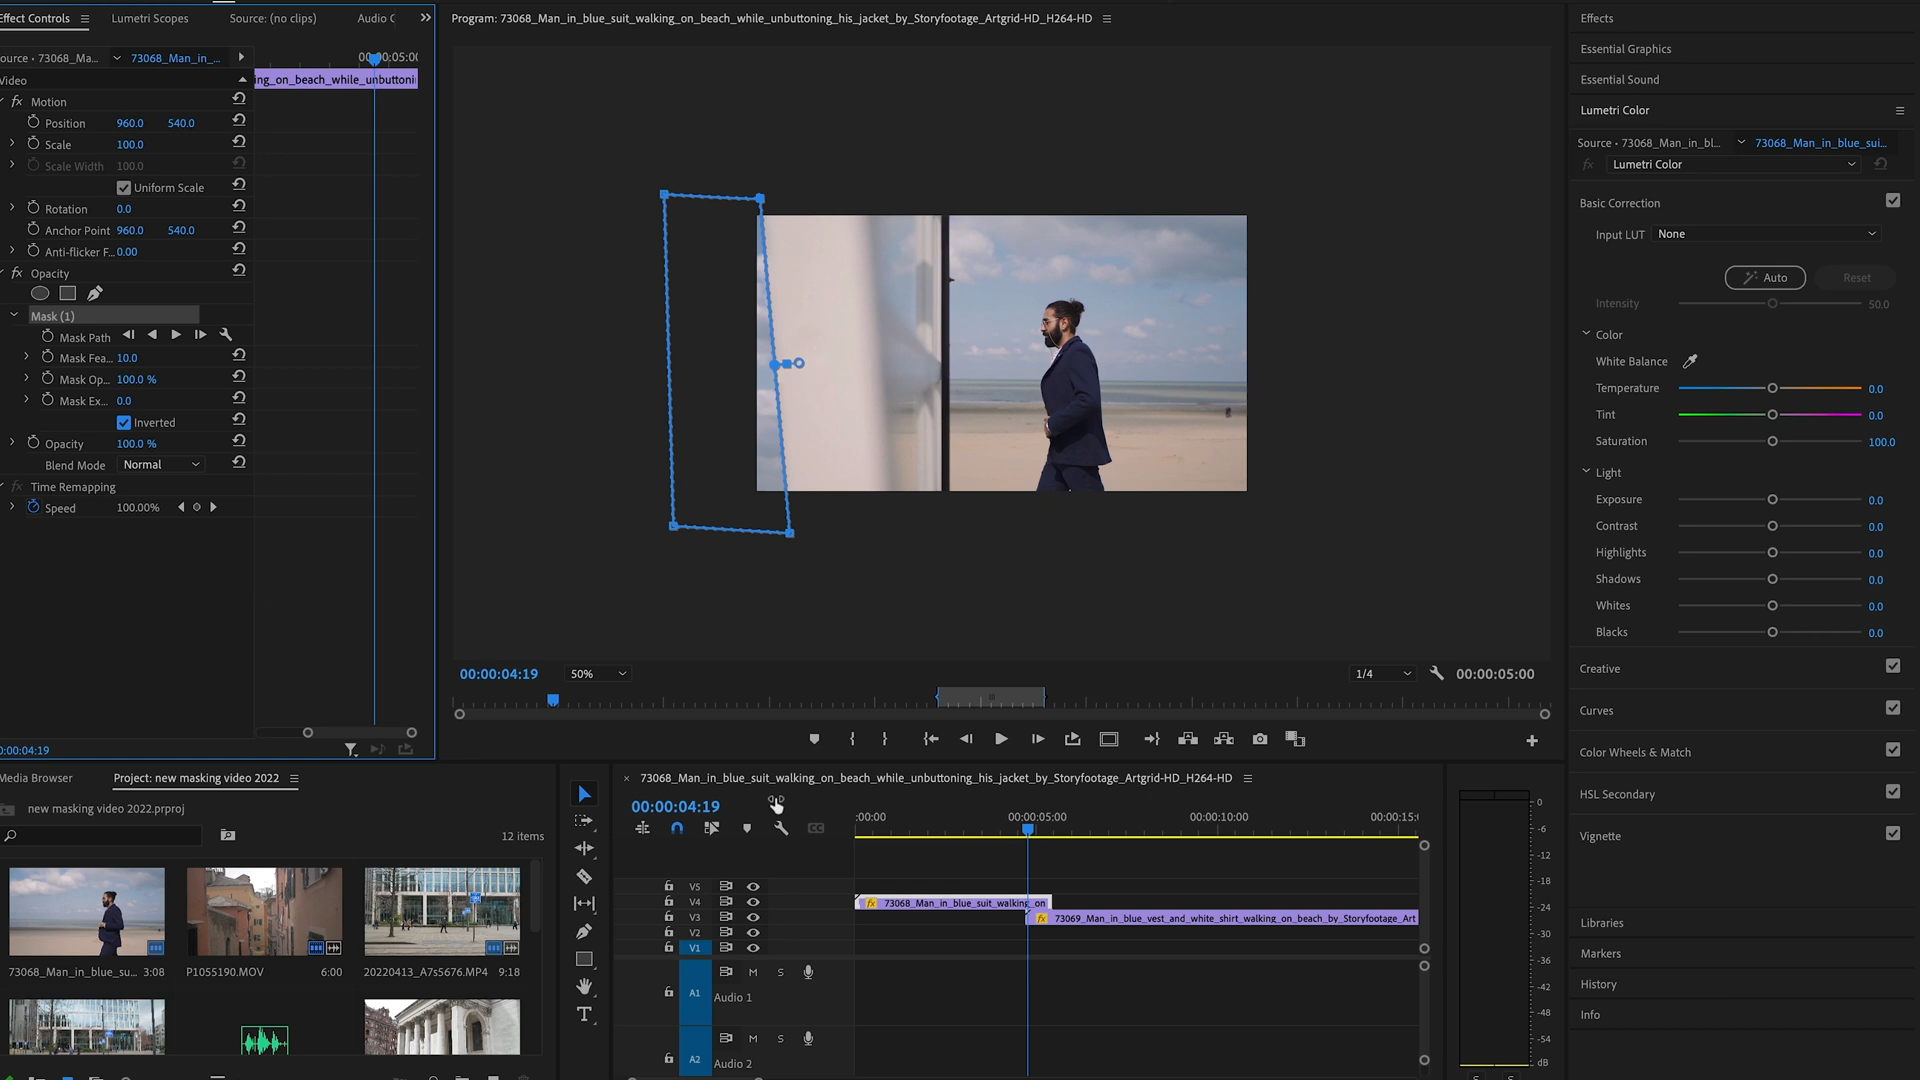 Effect Controls
Lumetri Scopes
Source: (no clips)
Audio C
ource • 73068_Ma...
73068_Man_in_...
00:00:05:00
Video
ing_on_beach_while_unbuttoni
fx Motion
Position 960.0 540.0
Scale 100.0
Scale Width 100.0
Uniform Scale
Rotation 0.0
Anchor Point 960.0 540.0
Anti-flicker F... 0.00
fx Opacity
Mask (1)
Mask Path
Mask Fea... 10.0
Mask Op... 100.0 %
Mask Ex... 0.0
Inverted
Opacity 100.0 %
Blend Mode Normal
fx Time Remapping
Speed 100.00%
0:00:04:19
Program: 73068_Man_in_blue_suit_walking_on_beach_while_unbuttoning_his_jacket_by_Storyfootage_Artgrid-HD_H264-HD
00:00:04:19
50%
1/4
00:00:05:00
Effects
Essential Graphics
Essential Sound
Lumetri Color
Source • 73068_Man_in_bl...
73068_Man_in_blue_sui...
fx Lumetri Color
Basic Correction
Input LUT None
Auto
Reset
Intensity 50.0
Color
White Balance
Temperature 0.0
Tint 0.0
Saturation 100.0
Light
Exposure 0.0
Contrast 0.0
Highlights 0.0
Shadows 0.0
Whites 0.0
Blacks 0.0
Creative
Curves
Color Wheels & Match
HSL Secondary
Vignette
Libraries
Markers
History
Info
Media Browser
Project: new masking video 2022
new masking video 2022.prproj
12 items
73068_Man_in_blue_su... 3:08
P1055190.MOV 6:00
20220413_A7s5676.MP4 9:18
× 73068_Man_in_blue_suit_walking_on_beach_while_unbuttoning_his_jacket_by_Storyfootage_Artgrid-HD_H264-HD
00:00:04:19
:00:00
00:00:05:00
00:00:10:00
00:00:15:0
V5
V4
fx 73068_Man_in_blue_suit_walking_on
V3
fx 73069_Man_in_blue_vest_and_white_shirt_walking_on_beach_by_Storyfootage_Art
V2
V1
M S
A1 Audio 1
M S
A2 Audio 2
0
-6
-12
-18
-24
-30
-36
-42
-48
-54
dB
S S